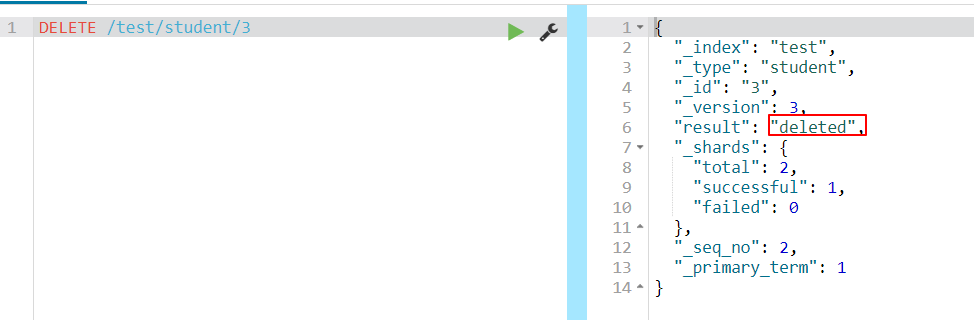 1 DELETE /test/student/3
1 {
2 "_index": "test",
3 "_type": "student",
4 "_id": "3",
5 "_version": 3,
6 "result": "deleted",
7 "_shards": {
8 "total": 2,
9 "successful": 1,
10 "failed": 0
11 },
12 "_seq_no": 2,
13 "_primary_term": 1
14 }